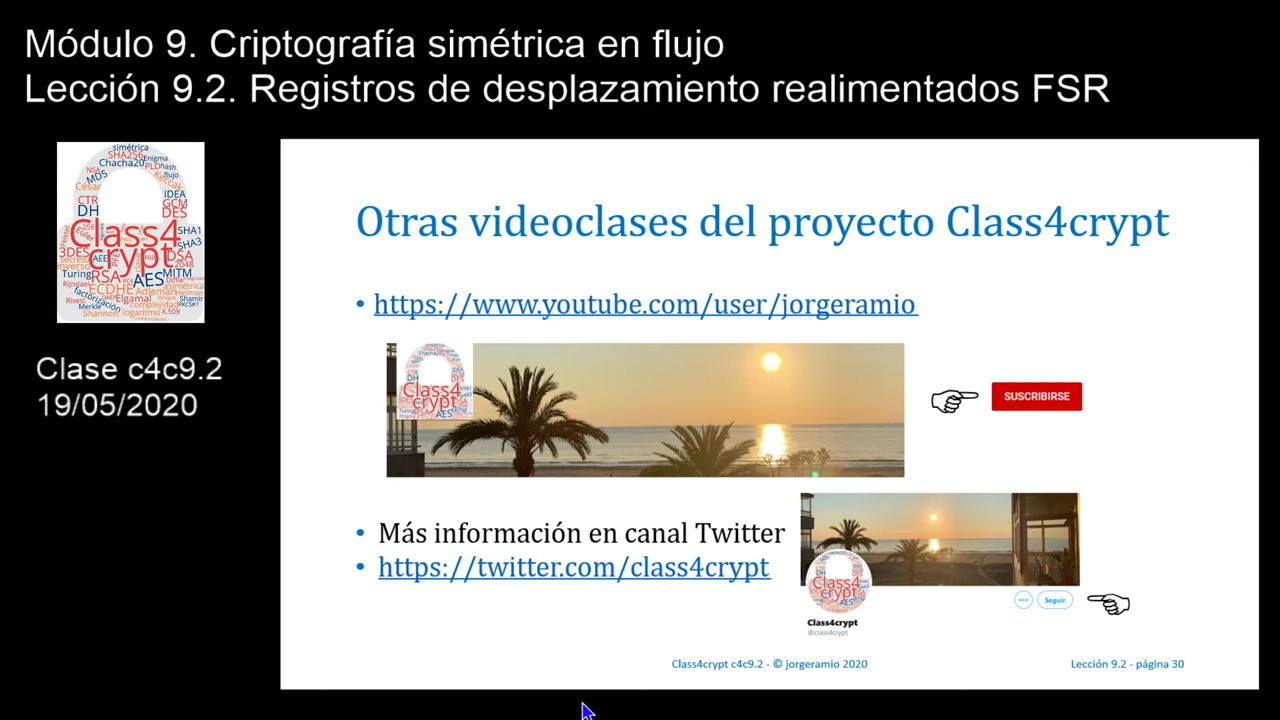 Módulo 9. Criptografía simétrica en flujo
Lección 9.2. Registros de desplazamiento realimentados FSR
Class4
crypt
Clase c4c9.2
19/05/2020
Otras videoclases del proyecto Class4crypt
• https://www.youtube.com/user/jorgeramio
SUSCRIBIRSE
• Más información en canal Twitter
• https://twitter.com/class4crypt
Seguir
Class4crypt
@class4crypt
Class4crypt c4c9.2 - © jorgeramio 2020
Lección 9.2 - página 30